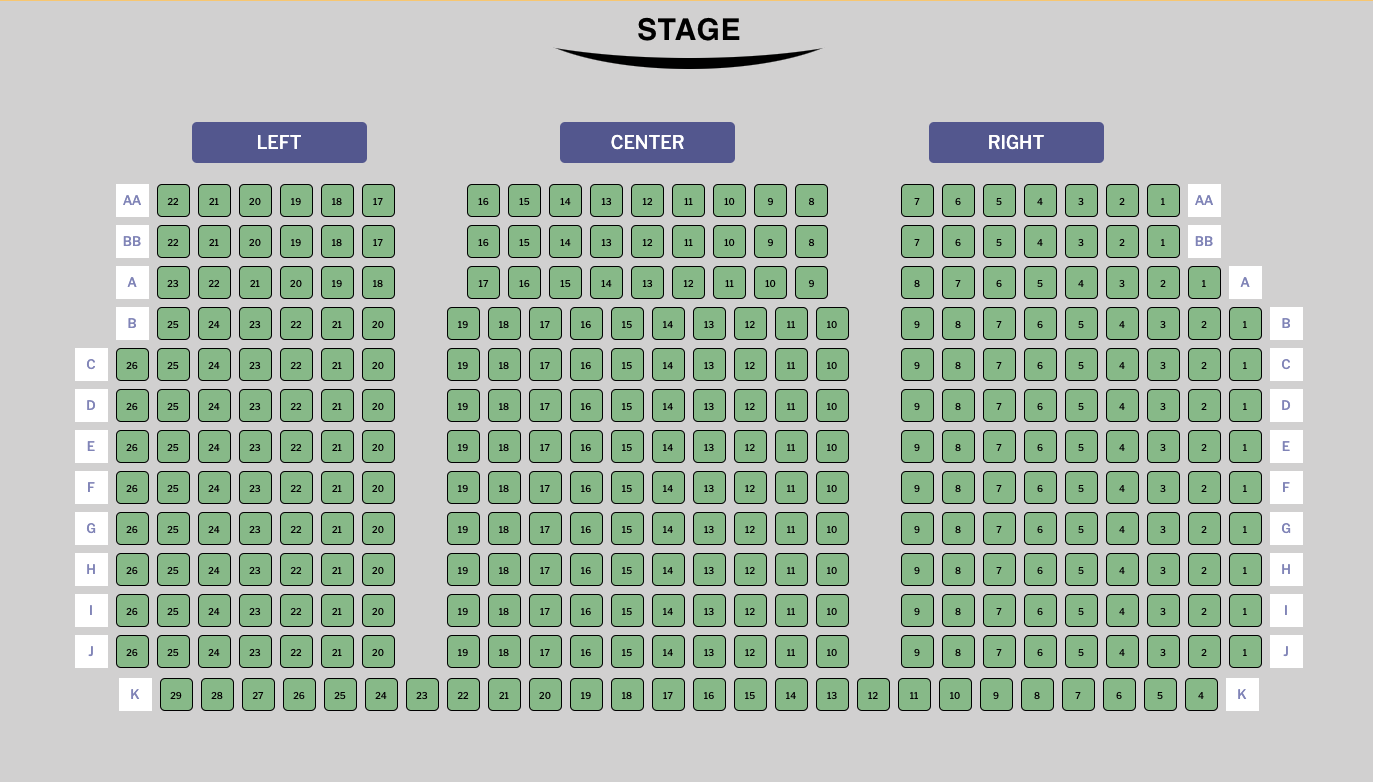 STAGE
LEFT CENTER RIGHT
AA 22 21 20 19 18 17 16 15 14 13 12 11 10 9 8 7 6 5 4 3 2 1 AA
BB 22 21 20 19 18 17 16 15 14 13 12 11 10 9 8 7 6 5 4 3 2 1 BB
A 23 22 21 20 19 18 17 16 15 14 13 12 11 10 9 8 7 6 5 4 3 2 1 A
B 25 24 23 22 21 20 19 18 17 16 15 14 13 12 11 10 9 8 7 6 5 4 3 2 1 B
C 26 25 24 23 22 21 20 19 18 17 16 15 14 13 12 11 10 9 8 7 6 5 4 3 2 1 C
D 26 25 24 23 22 21 20 19 18 17 16 15 14 13 12 11 10 9 8 7 6 5 4 3 2 1 D
E 26 25 24 23 22 21 20 19 18 17 16 15 14 13 12 11 10 9 8 7 6 5 4 3 2 1 E
F 26 25 24 23 22 21 20 19 18 17 16 15 14 13 12 11 10 9 8 7 6 5 4 3 2 1 F
G 26 25 24 23 22 21 20 19 18 17 16 15 14 13 12 11 10 9 8 7 6 5 4 3 2 1 G
H 26 25 24 23 22 21 20 19 18 17 16 15 14 13 12 11 10 9 8 7 6 5 4 3 2 1 H
I 26 25 24 23 22 21 20 19 18 17 16 15 14 13 12 11 10 9 8 7 6 5 4 3 2 1 I
J 26 25 24 23 22 21 20 19 18 17 16 15 14 13 12 11 10 9 8 7 6 5 4 3 2 1 J
K 29 28 27 26 25 24 23 22 21 20 19 18 17 16 15 14 13 12 11 10 9 8 7 6 5 4 K